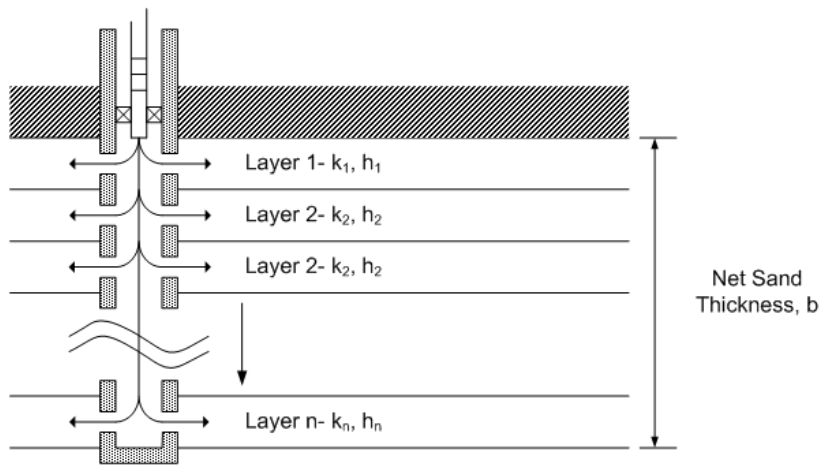 Layer 1- k₁, h₁
Layer 2- k₂, h₂
Layer 2- k₂, h₂
Net Sand
Thickness, b
Layer n- kₙ, hₙ